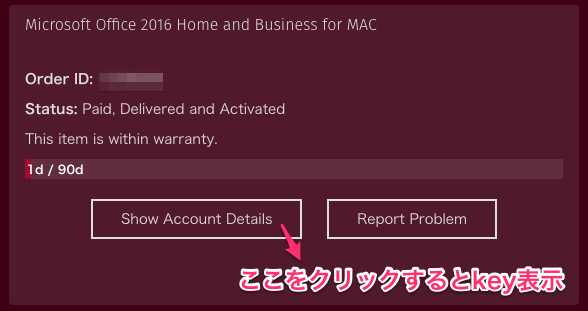 Microsoft Office 2016 Home and Business for MAC
Order ID:
Status: Paid, Delivered and Activated
This item is within warranty.
1d / 90d
Show Account Details
Report Problem
ここをクリックするとkey表示